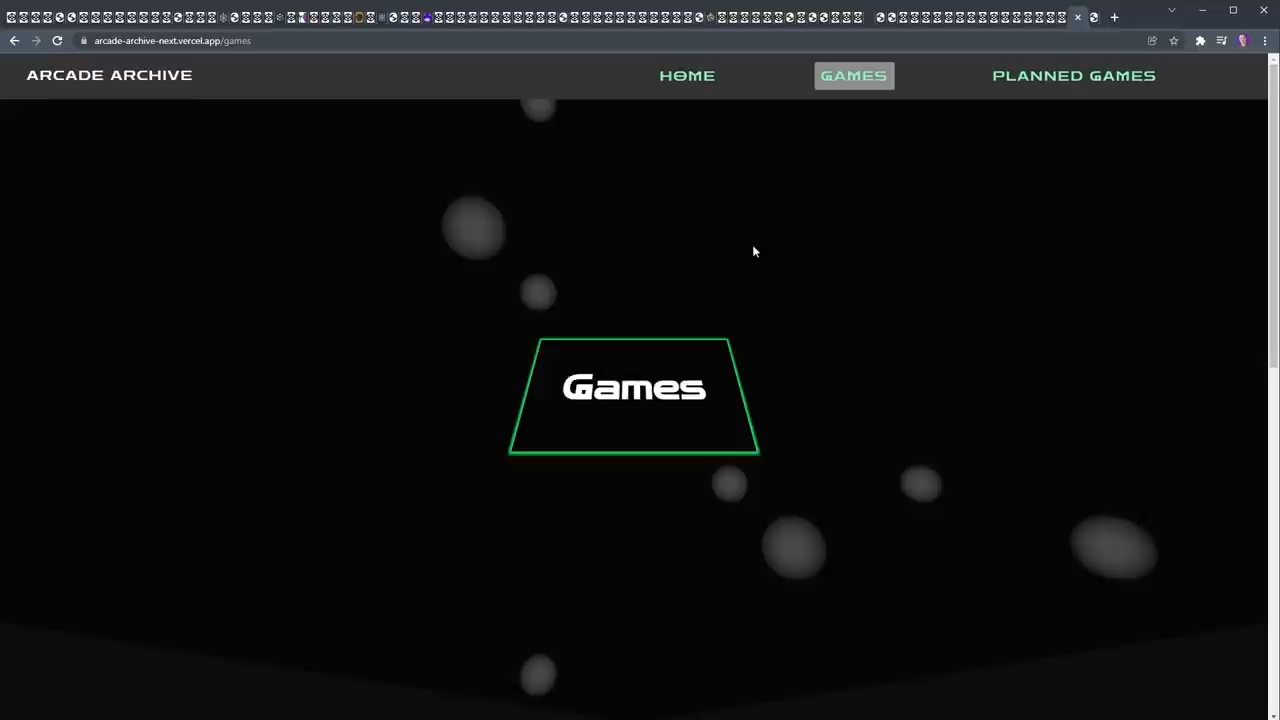 arcade-archive-next.vercel.app/games
ARCADE ARCHIVE
HOME
GAMES
PLANNED GAMES
Games